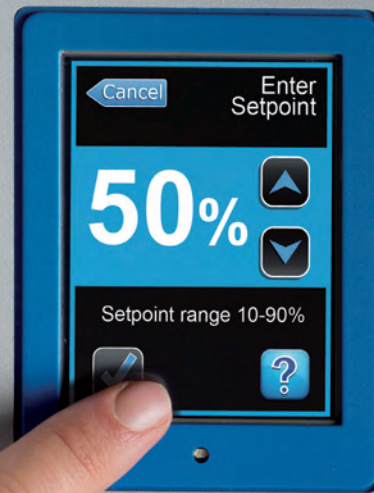 Cancel
Enter
Setpoint
50%
Setpoint range 10-90%
?